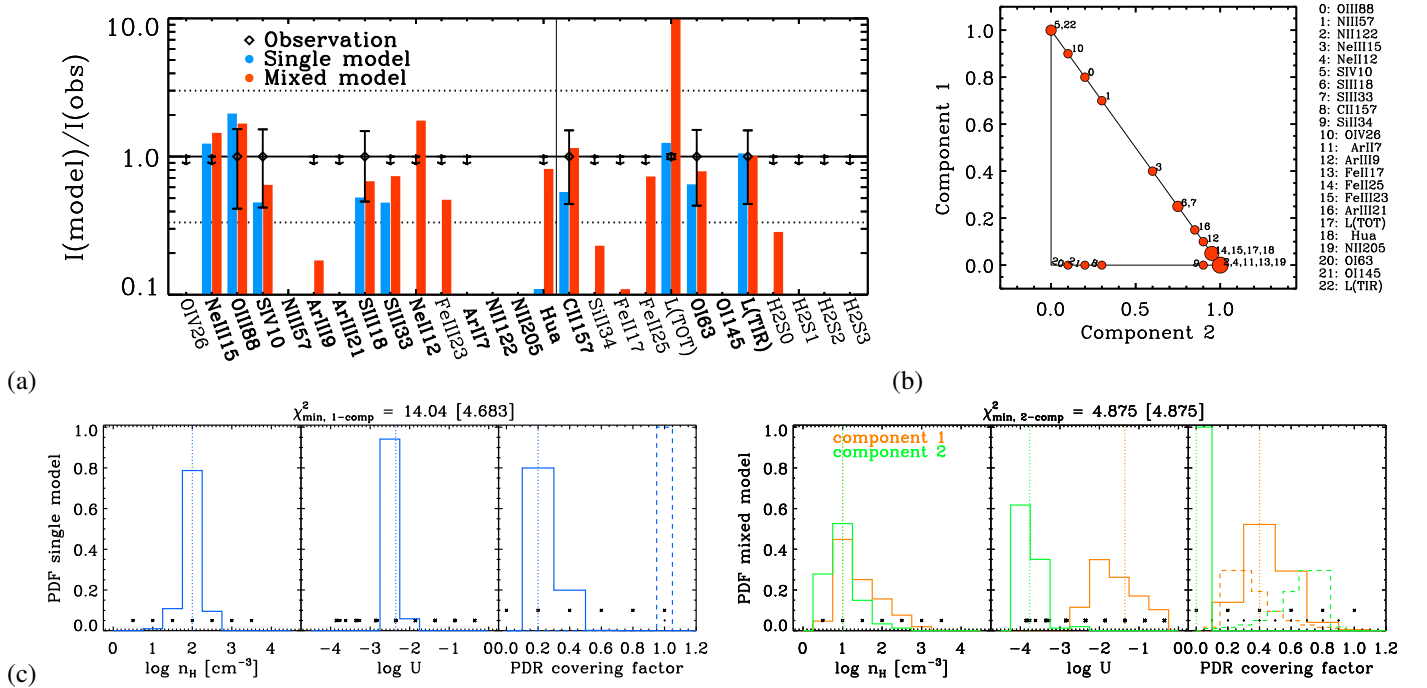 10.0
1.0
0.1
I(model)/I(obs)
Observation
Single model
Mixed model
OIV26
NeIII15
OIII88
SIV10
NIII57
ArIII9
ArIII21
SIII18
SIII33
NeII12
FeIII23
ArII7
NII122
NII205
Hua
CII157
SiII34
FeII17
FeII25
L(TOT)
OI63
OI145
L(TIR)
H2S0
H2S1
H2S2
H2S3
(a)
1.0
0.8
0.6
0.4
0.2
0.0
Component 1
5,22
10
0
1
3
6,7
16
12
14,15,17,18
2,4,11,13,19
20
21
8
9
0.0
0.5
1.0
Component 2
0: OIII88
1: NIII57
2: NII122
3: NeIII15
4: NeII12
5: SIV10
6: SIII18
7: SIII33
8: CII157
9: SiII34
10: OIV26
11: ArII7
12: ArIII9
13: FeII17
14: FeII25
15: FeIII23
16: ArIII21
17: L(TOT)
18: Hua
19: NII205
20: OI63
21: OI145
22: L(TIR)
(b)
χ²min, 1-comp = 14.04 [4.683]
PDF single model
1.0
0.8
0.6
0.4
0.2
0.0
0 1 2 3 4
log nH [cm⁻³]
-4 -3 -2 -1
log U
0.0 0.2 0.4 0.6 0.8 1.0 1.2
PDR covering factor
χ²min, 2-comp = 4.875 [4.875]
component 1
component 2
PDF mixed model
1.0
0.8
0.6
0.4
0.2
0.0
0 1 2 3 4
log nH [cm⁻³]
-4 -3 -2 -1
log U
0.0 0.2 0.4 0.6 0.8 1.0 1.2
PDR covering factor
(c)